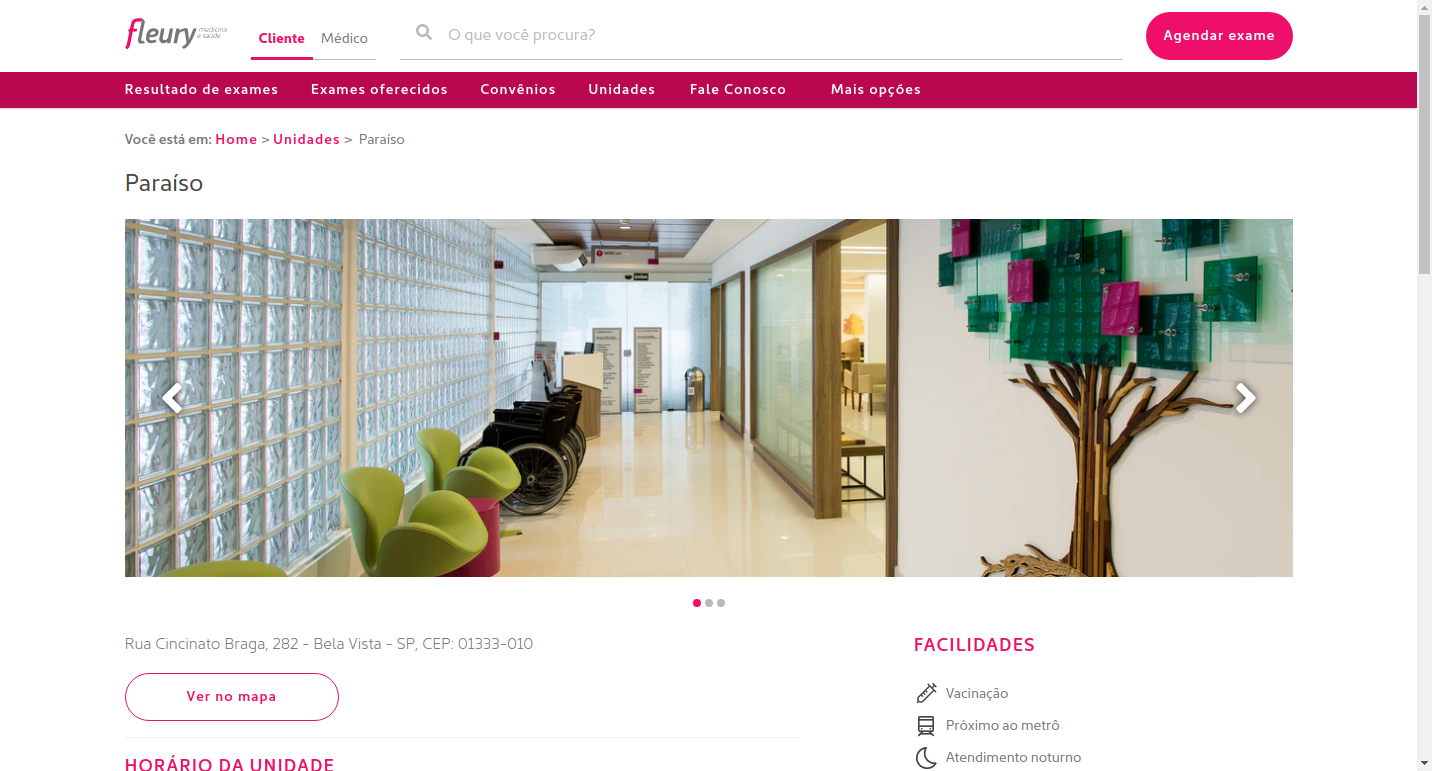 fleury medicina e saúde
Cliente Médico
O que você procura?
Agendar exame
Resultado de exames Exames oferecidos Convênios Unidades Fale Conosco Mais opções
Você está em: Home > Unidades > Paraíso
Paraíso
SAÍDA
Rua Cincinato Braga, 282 - Bela Vista - SP, CEP: 01333-010
Ver no mapa
HORÁRIO DA UNIDADE
FACILIDADES
Vacinação
Próximo ao metrô
Atendimento noturno